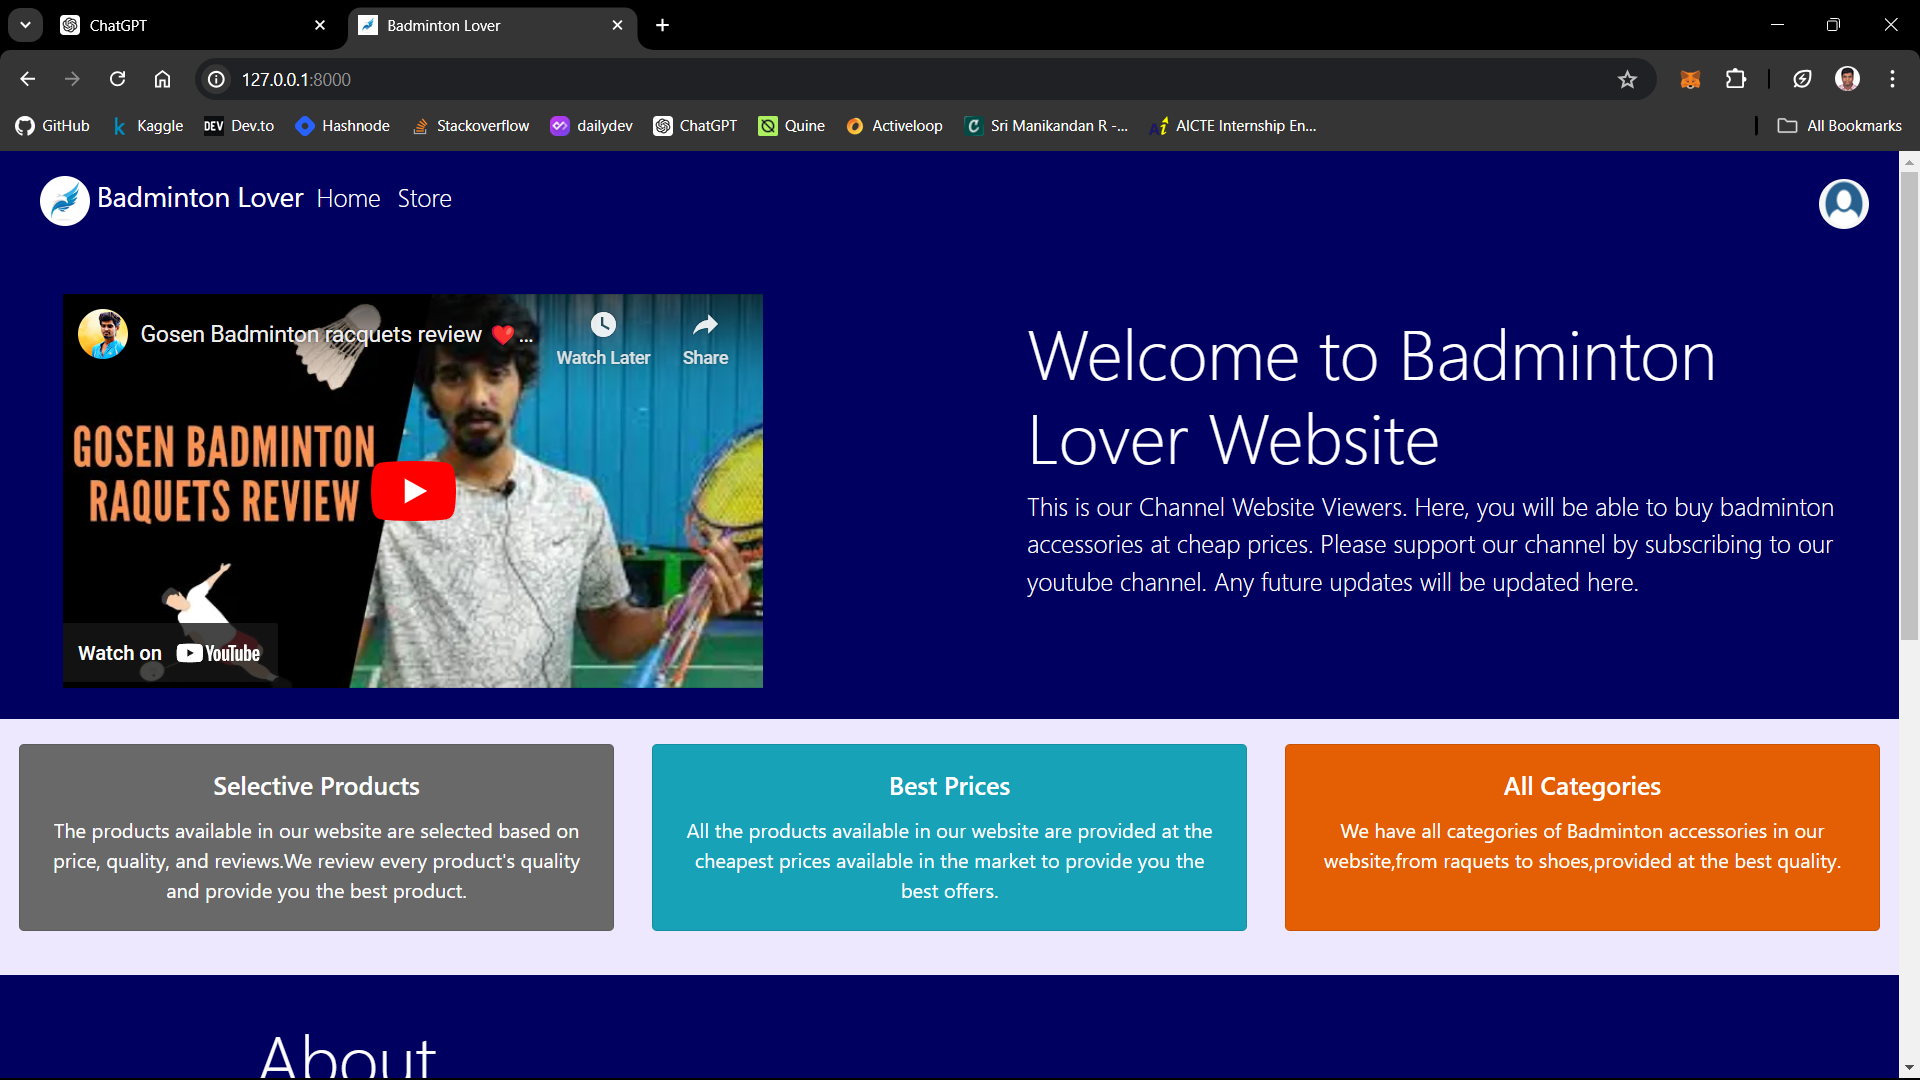 ChatGPT
Badminton Lover
127.0.0.1:8000
GitHub
Kaggle
DEV Dev.to
Hashnode
Stackoverflow
dailydev
ChatGPT
Quine
Activeloop
Sri Manikandan R -...
AICTE Internship En...
All Bookmarks
Badminton Lover Home Store
Gosen Badminton racquets review ❤️ ...
Watch Later
Share
GOSEN BADMINTON
RAQUETS REVIEW
Watch on YouTube
Welcome to Badminton
Lover Website
This is our Channel Website Viewers. Here, you will be able to buy badminton
accessories at cheap prices. Please support our channel by subscribing to our
youtube channel. Any future updates will be updated here.
Selective Products
The products available in our website are selected based on
price, quality, and reviews.We review every product's quality
and provide you the best product.
Best Prices
All the products available in our website are provided at the
cheapest prices available in the market to provide you the
best offers.
All Categories
We have all categories of Badminton accessories in our
website,from raquets to shoes,provided at the best quality.
About